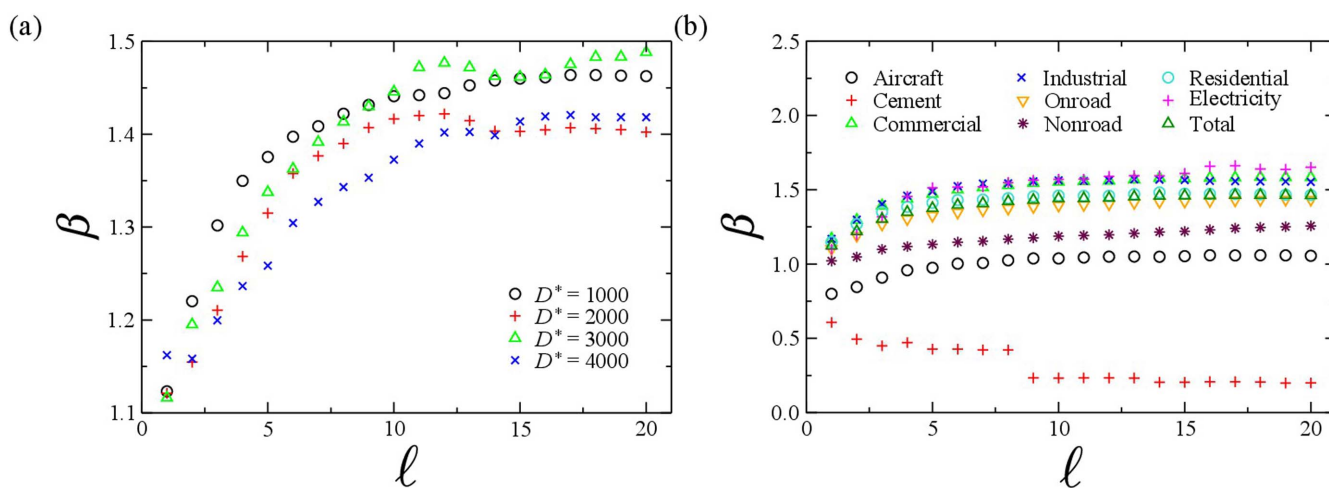 (a)
1.5
1.4
1.3
1.2
1.1
β
0 5 10 15 20
ℓ
D* = 1000
D* = 2000
D* = 3000
D* = 4000
(b)
2.5
2.0
1.5
1.0
0.5
0.0
β
0 5 10 15 20
ℓ
Aircraft Industrial Residential
Cement Onroad Electricity
Commercial Nonroad Total